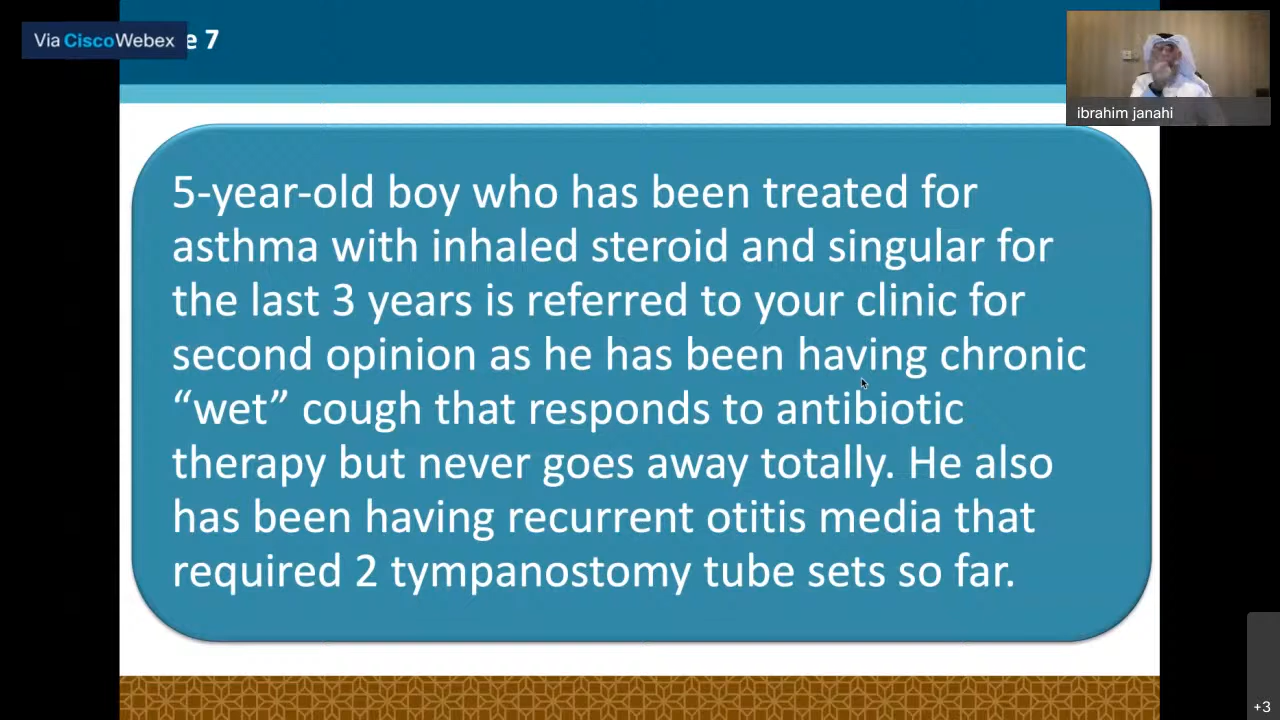 Via CiscoWebex
e 7
ibrahim janahi
5-year-old boy who has been treated for
asthma with inhaled steroid and singular for
the last 3 years is referred to your clinic for
second opinion as he has been having chronic
“wet” cough that responds to antibiotic
therapy but never goes away totally. He also
has been having recurrent otitis media that
required 2 tympanostomy tube sets so far.
+3